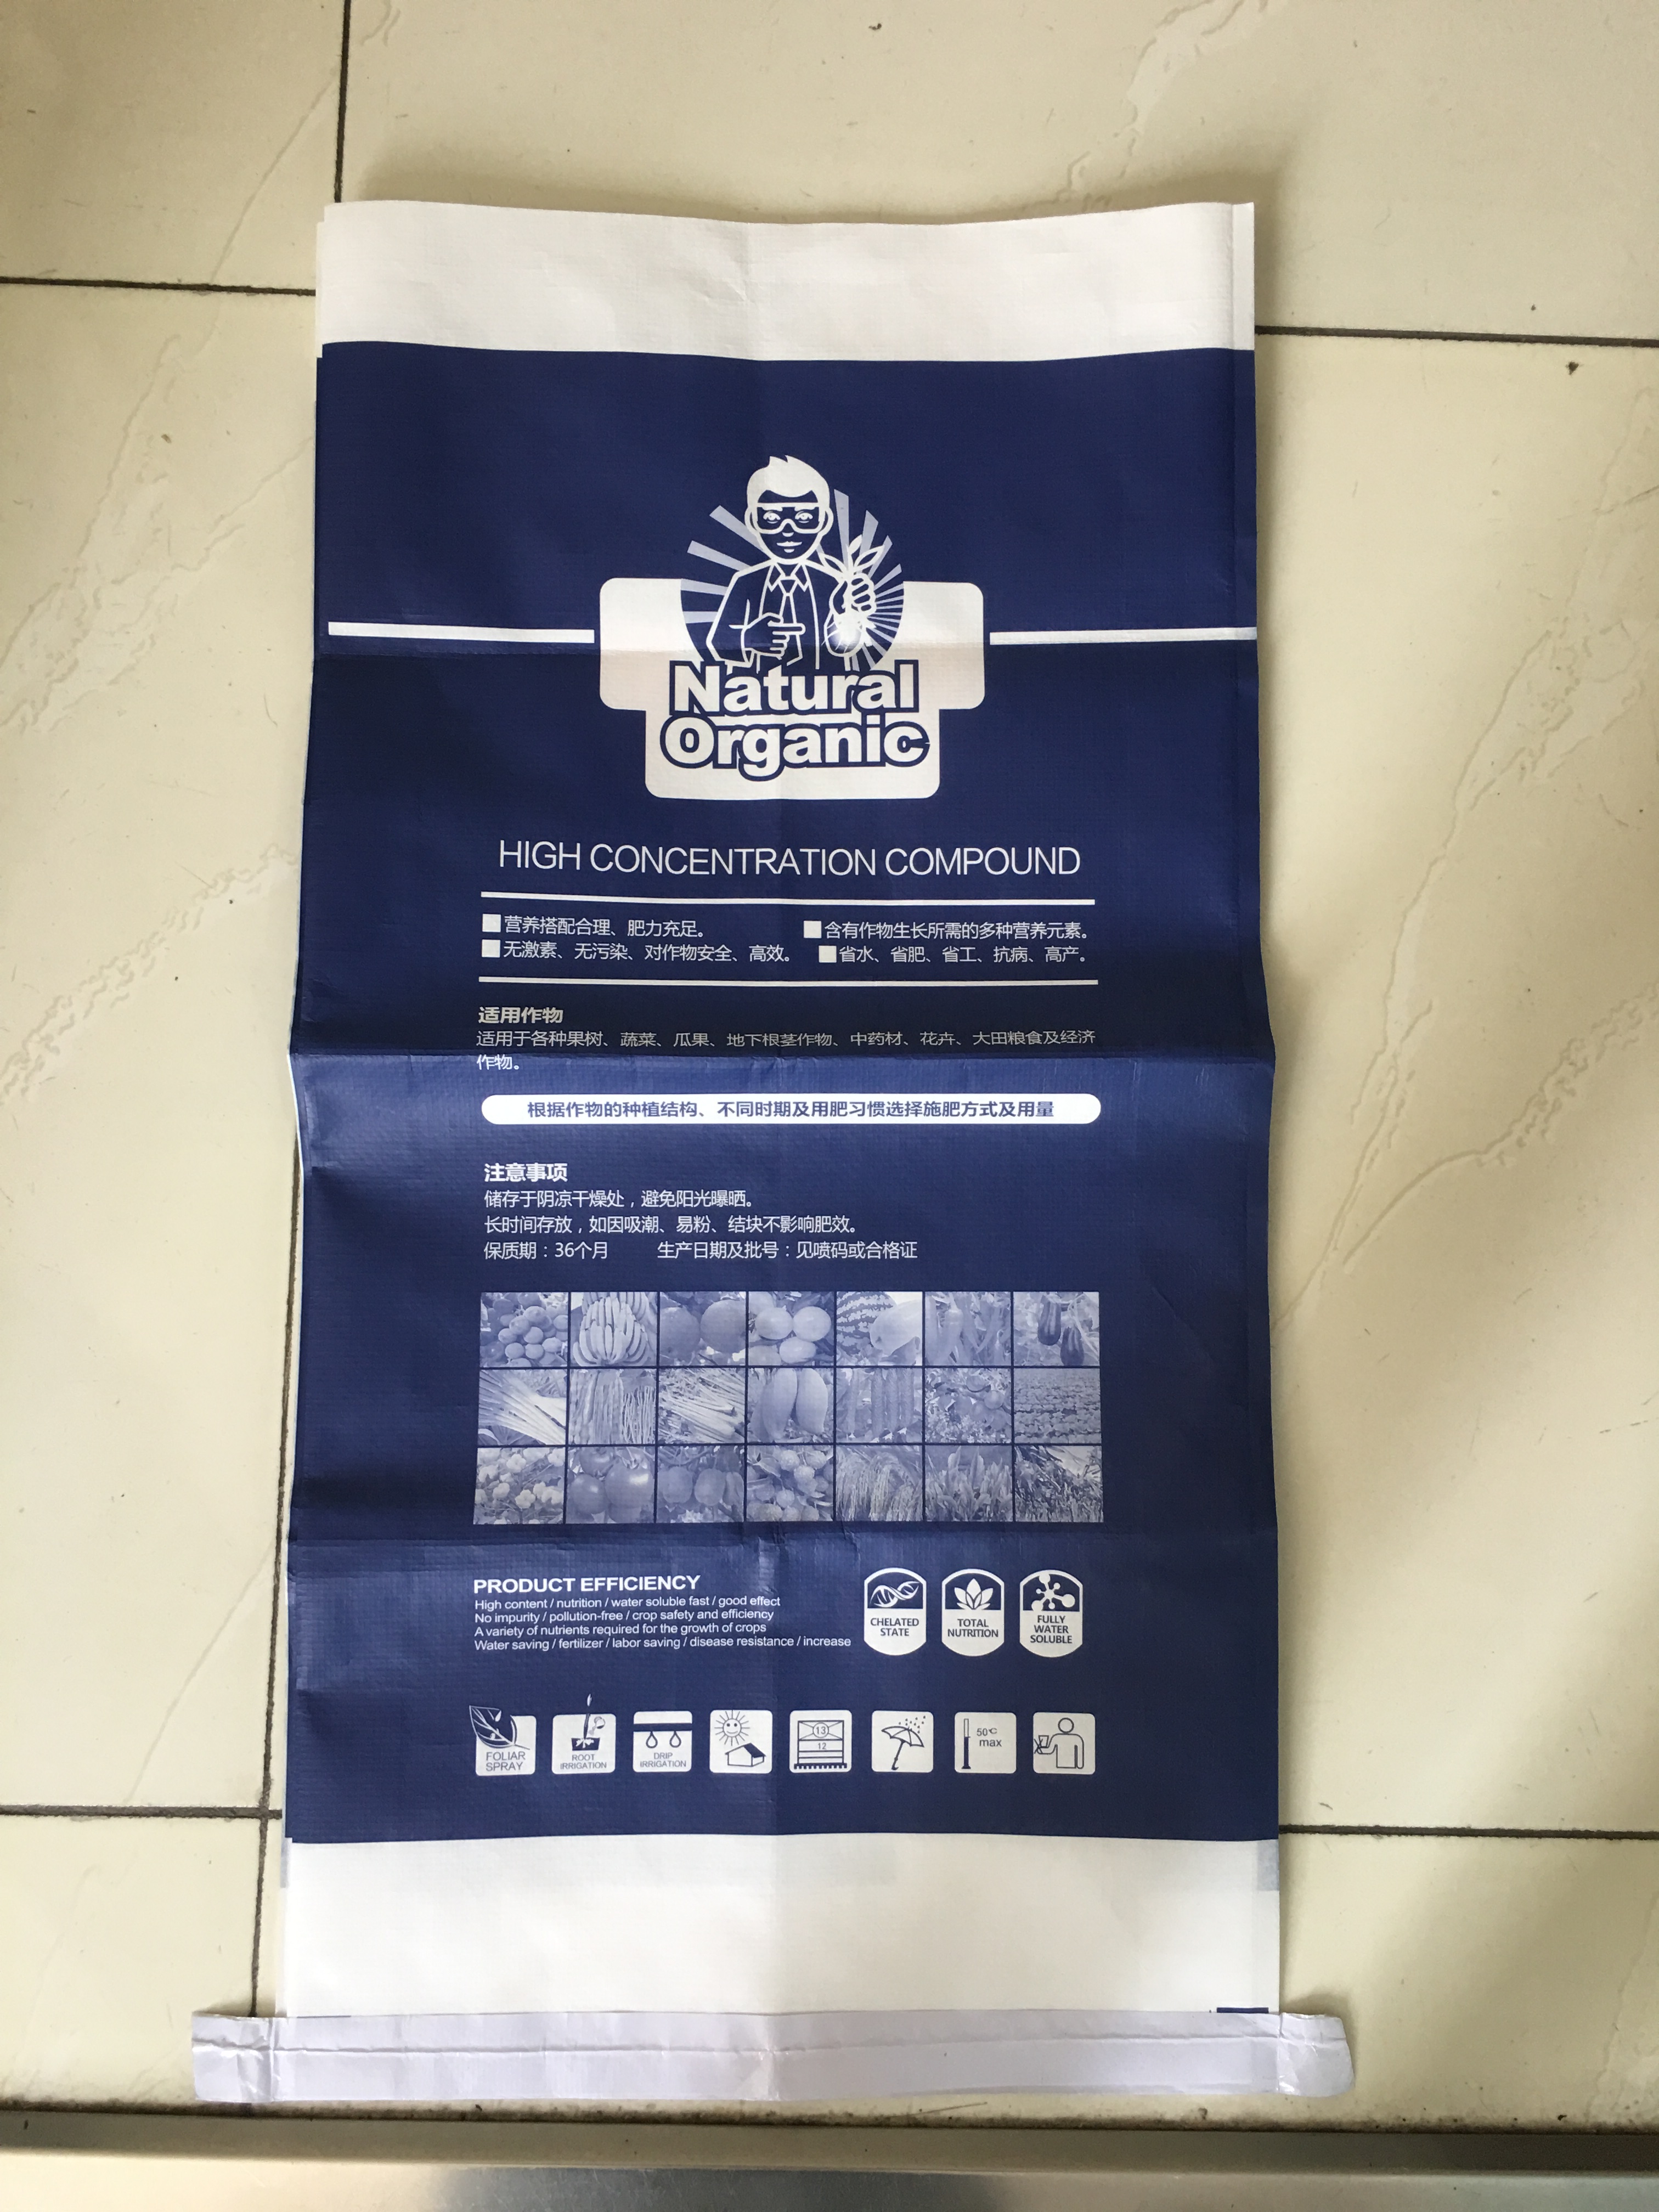 Natural
Organic
HIGH CONCENTRATION COMPOUND
营养搭配合理、肥力充足。 含有作物生长所需的多种营养元素。
无激素、无污染、对作物安全、高效。 省水、省肥、省工、抗病、高产。
适用作物
适用于各种果树、蔬菜、瓜果、地下根茎作物、中药材、花卉、大田粮食及经济
作物。
根据作物的种植结构、不同时期及用肥习惯选择施肥方式及用量
注意事项
储存于阴凉干燥处，避免阳光曝晒。
长时间存放，如因吸潮、易粉、结块不影响肥效。
保质期：36个月 生产日期及批号：见喷码或合格证
PRODUCT EFFICIENCY
High content / nutrition / water soluble fast / good effect
No impurity / pollution-free / crop safety and efficiency
A variety of nutrients required for the growth of crops
Water saving / fertilizer / labor saving / disease resistance / increase
CHELATED
STATE
TOTAL
NUTRITION
FULLY
WATER
SOLUBLE
FOLIAR
SPRAY
ROOT
IRRIGATION
DRIP
IRRIGATION
13
12
50℃
max